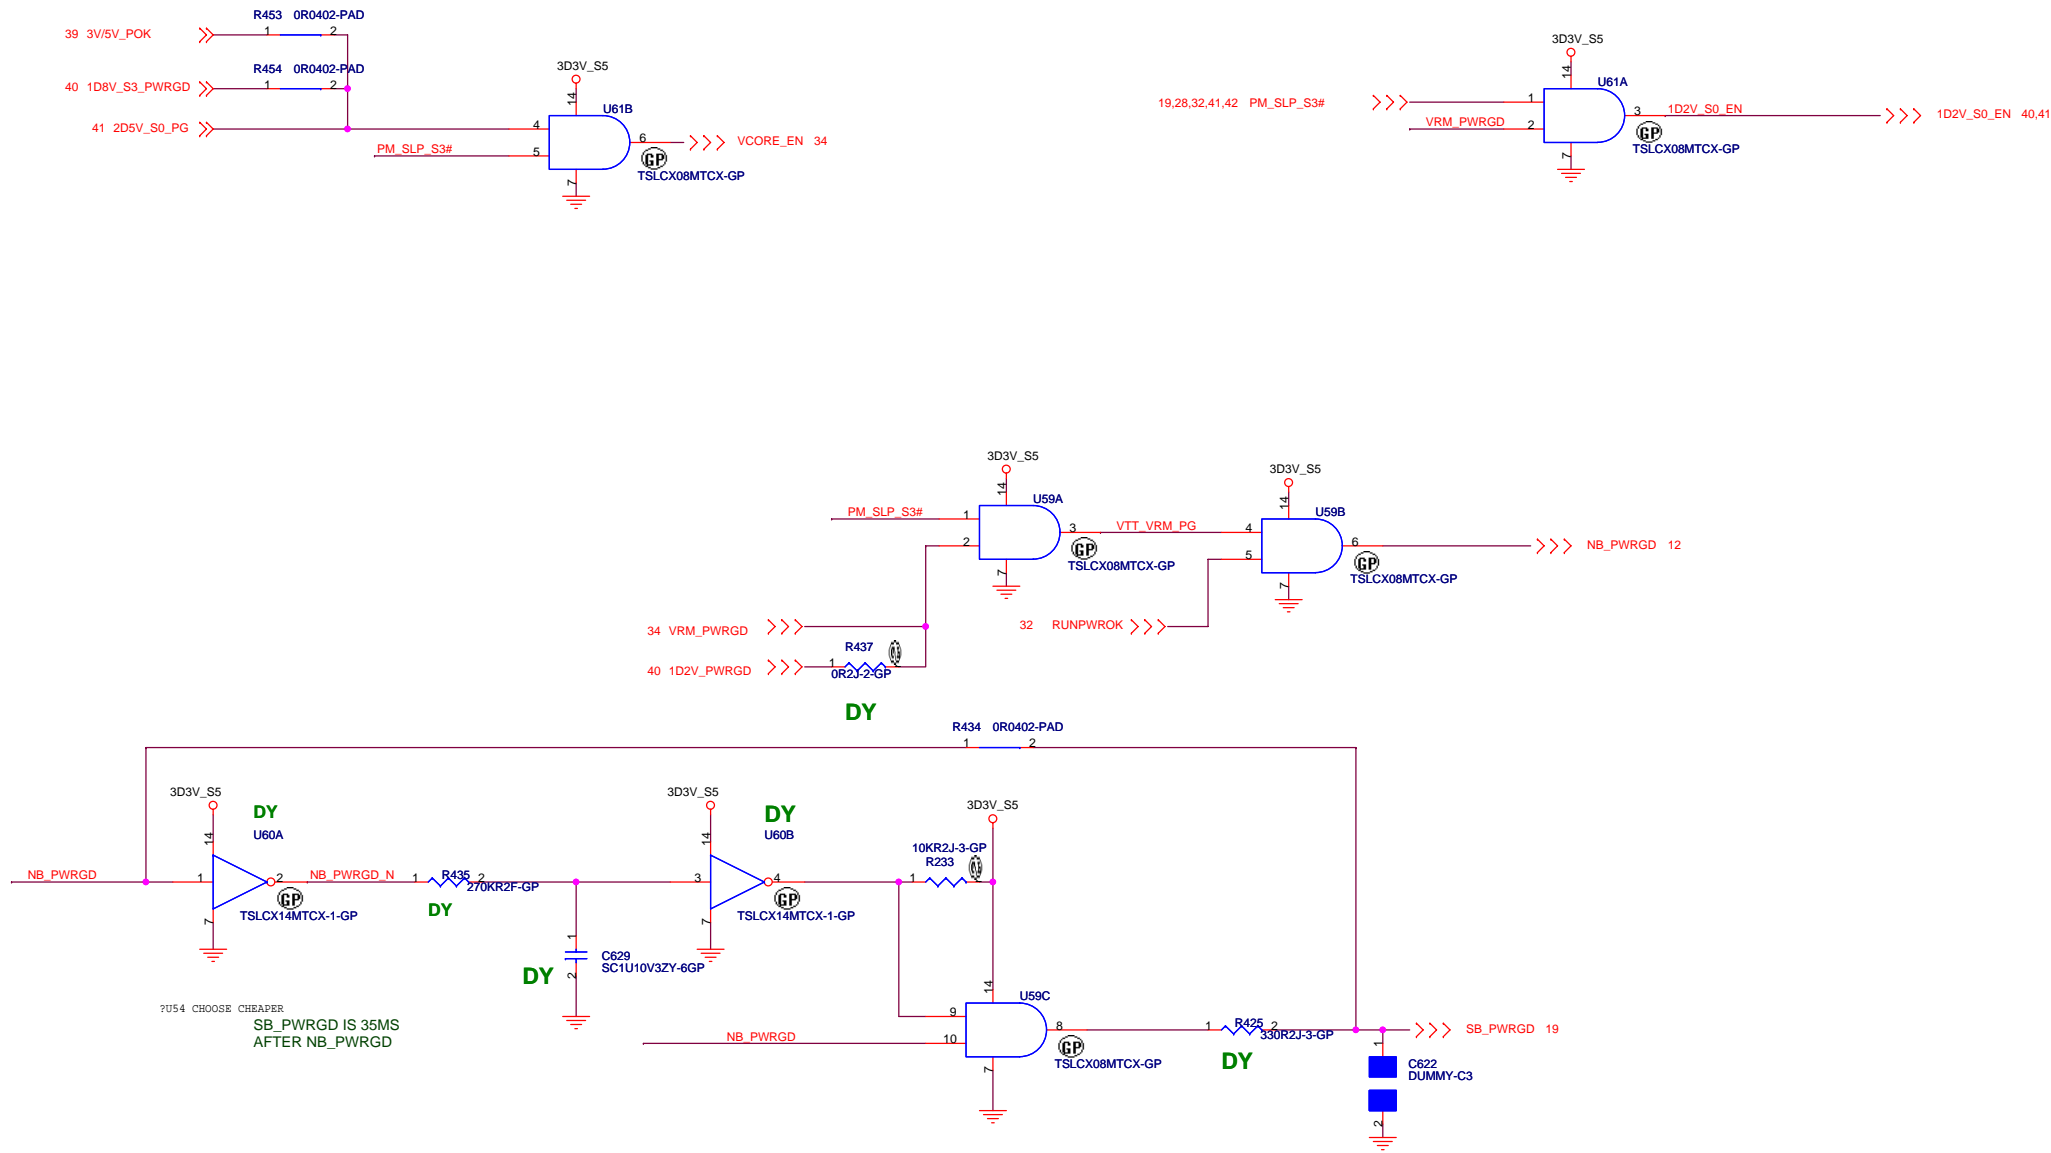 R453 0R0402-PAD
39 3V/5V_POK
1 2
R454 0R0402-PAD
40 1D8V_S3_PWRGD
1 2
41 2D5V_S0_PG
PM_SLP_S3#
3D3V_S5
14
U61B
4
5
6
7
GP
TSLCX08MTCX-GP
VCORE_EN 34
3D3V_S5
14
U61A
19,28,32,41,42 PM_SLP_S3#
VRM_PWRGD
1
2
3
7
1D2V_S0_EN
GP
TSLCX08MTCX-GP
1D2V_S0_EN 40,41
3D3V_S5
14
U59A
PM_SLP_S3#
1
2
3
7
GP
TSLCX08MTCX-GP
VTT_VRM_PG
3D3V_S5
14
U59B
4
5
6
7
GP
TSLCX08MTCX-GP
NB_PWRGD 12
34 VRM_PWRGD
32 RUNPWROK
R437
40 1D2V_PWRGD
1
0R2J-2-GP
DY
R434 0R0402-PAD
1 2
3D3V_S5
14
DY
U60A
NB_PWRGD
1
2
7
GP
TSLCX14MTCX-1-GP
NB_PWRGD_N
1
R435
2
270KR2F-GP
DY
3D3V_S5
14
DY
U60B
3
4
7
GP
TSLCX14MTCX-1-GP
10KR2J-3-GP
R233
1
3D3V_S5
1
C629
SC1U10V3ZY-6GP
2
DY
?U54 CHOOSE CHEAPER
SB_PWRGD IS 35MS
AFTER NB_PWRGD
14
U59C
9
NB_PWRGD
10
8
7
GP
TSLCX08MTCX-GP
1
R425
2
330R2J-3-GP
DY
SB_PWRGD 19
1
C622
DUMMY-C3
2